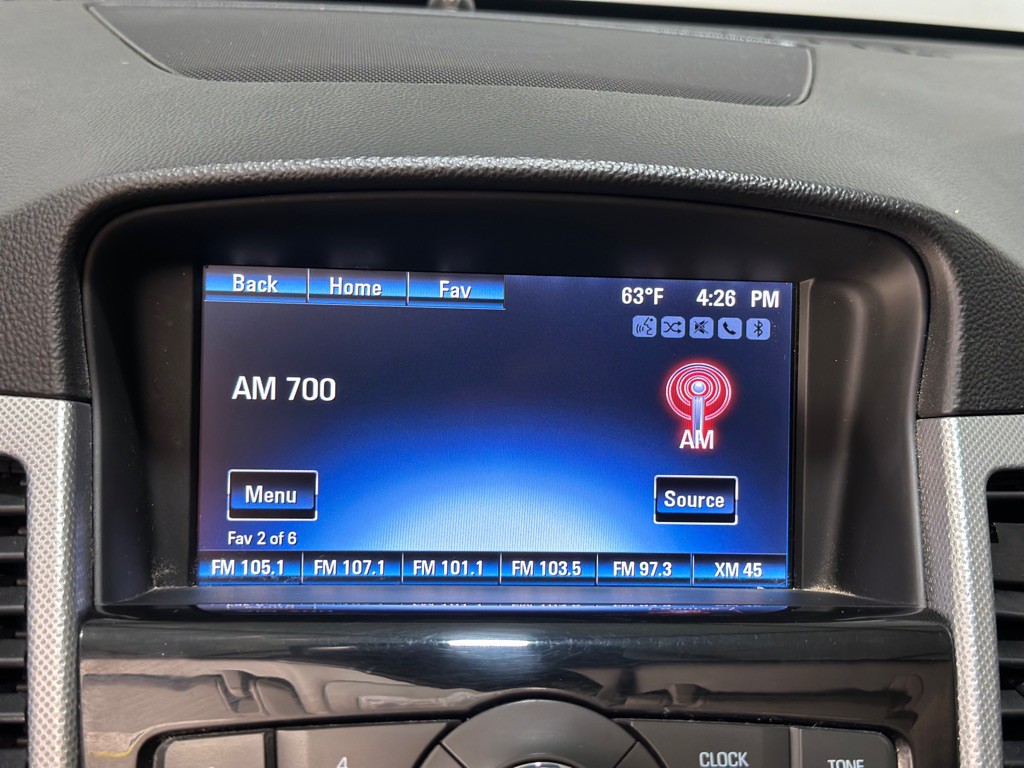 Back Home Fav
63°F 4:26 PM
AM 700
AM
Menu
Source
Fav 2 of 6
FM 105.1 FM 107.1 FM 101.1 FM 103.5 FM 97.3 XM 45
4
CLOCK
TONE